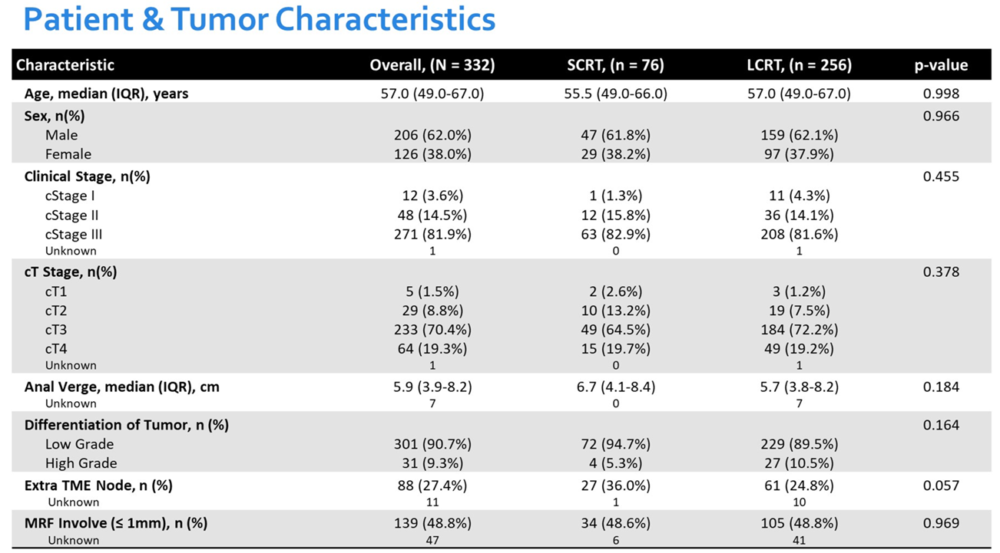 Patient & Tumor Characteristics
Characteristic Overall, (N = 332) SCRT, (n = 76) LCRT, (n = 256) p-value
Age, median (IQR), years 57.0 (49.0-67.0) 55.5 (49.0-66.0) 57.0 (49.0-67.0) 0.998
Sex, n(%) 0.966
Male 206 (62.0%) 47 (61.8%) 159 (62.1%)
Female 126 (38.0%) 29 (38.2%) 97 (37.9%)
Clinical Stage, n(%) 0.455
cStage I 12 (3.6%) 1 (1.3%) 11 (4.3%)
cStage II 48 (14.5%) 12 (15.8%) 36 (14.1%)
cStage III 271 (81.9%) 63 (82.9%) 208 (81.6%)
Unknown 1 0 1
cT Stage, n(%) 0.378
cT1 5 (1.5%) 2 (2.6%) 3 (1.2%)
cT2 29 (8.8%) 10 (13.2%) 19 (7.5%)
cT3 233 (70.4%) 49 (64.5%) 184 (72.2%)
cT4 64 (19.3%) 15 (19.7%) 49 (19.2%)
Unknown 1 0 1
Anal Verge, median (IQR), cm 5.9 (3.9-8.2) 6.7 (4.1-8.4) 5.7 (3.8-8.2) 0.184
Unknown 7 0 7
Differentiation of Tumor, n (%) 0.164
Low Grade 301 (90.7%) 72 (94.7%) 229 (89.5%)
High Grade 31 (9.3%) 4 (5.3%) 27 (10.5%)
Extra TME Node, n (%) 88 (27.4%) 27 (36.0%) 61 (24.8%) 0.057
Unknown 11 1 10
MRF Involve (≤ 1mm), n (%) 139 (48.8%) 34 (48.6%) 105 (48.8%) 0.969
Unknown 47 6 41